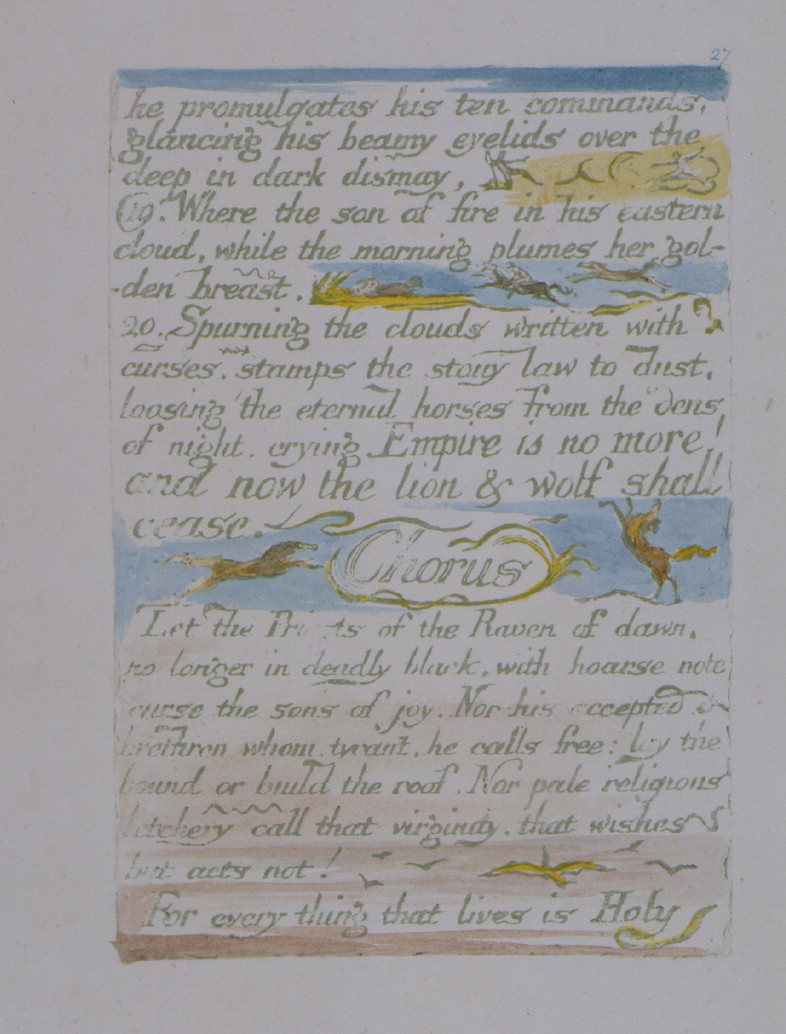 27
he promulgates his ten commands,
glancing his beamy eyelids over the
deep in dark dismay,
19. Where the son of fire in his eastern
cloud, while the morning plumes her gol-
-den breast.
20. Spurning the clouds written with
curses, stamps the stony law to dust,
loosing the eternal horses from the dens
of night, crying Empire is no more!
and now the lion & wolf shall
cease.
Chorus
Let the Priests of the Raven of dawn,
no longer in deadly black, with hoarse note
curse the sons of joy. Nor his accepted
brethren whom, tyrant, he calls free: lay the
bound or build the roof. Nor pale religious
letchery call that virginity, that wishes
but acts not!
For every thing that lives is Holy